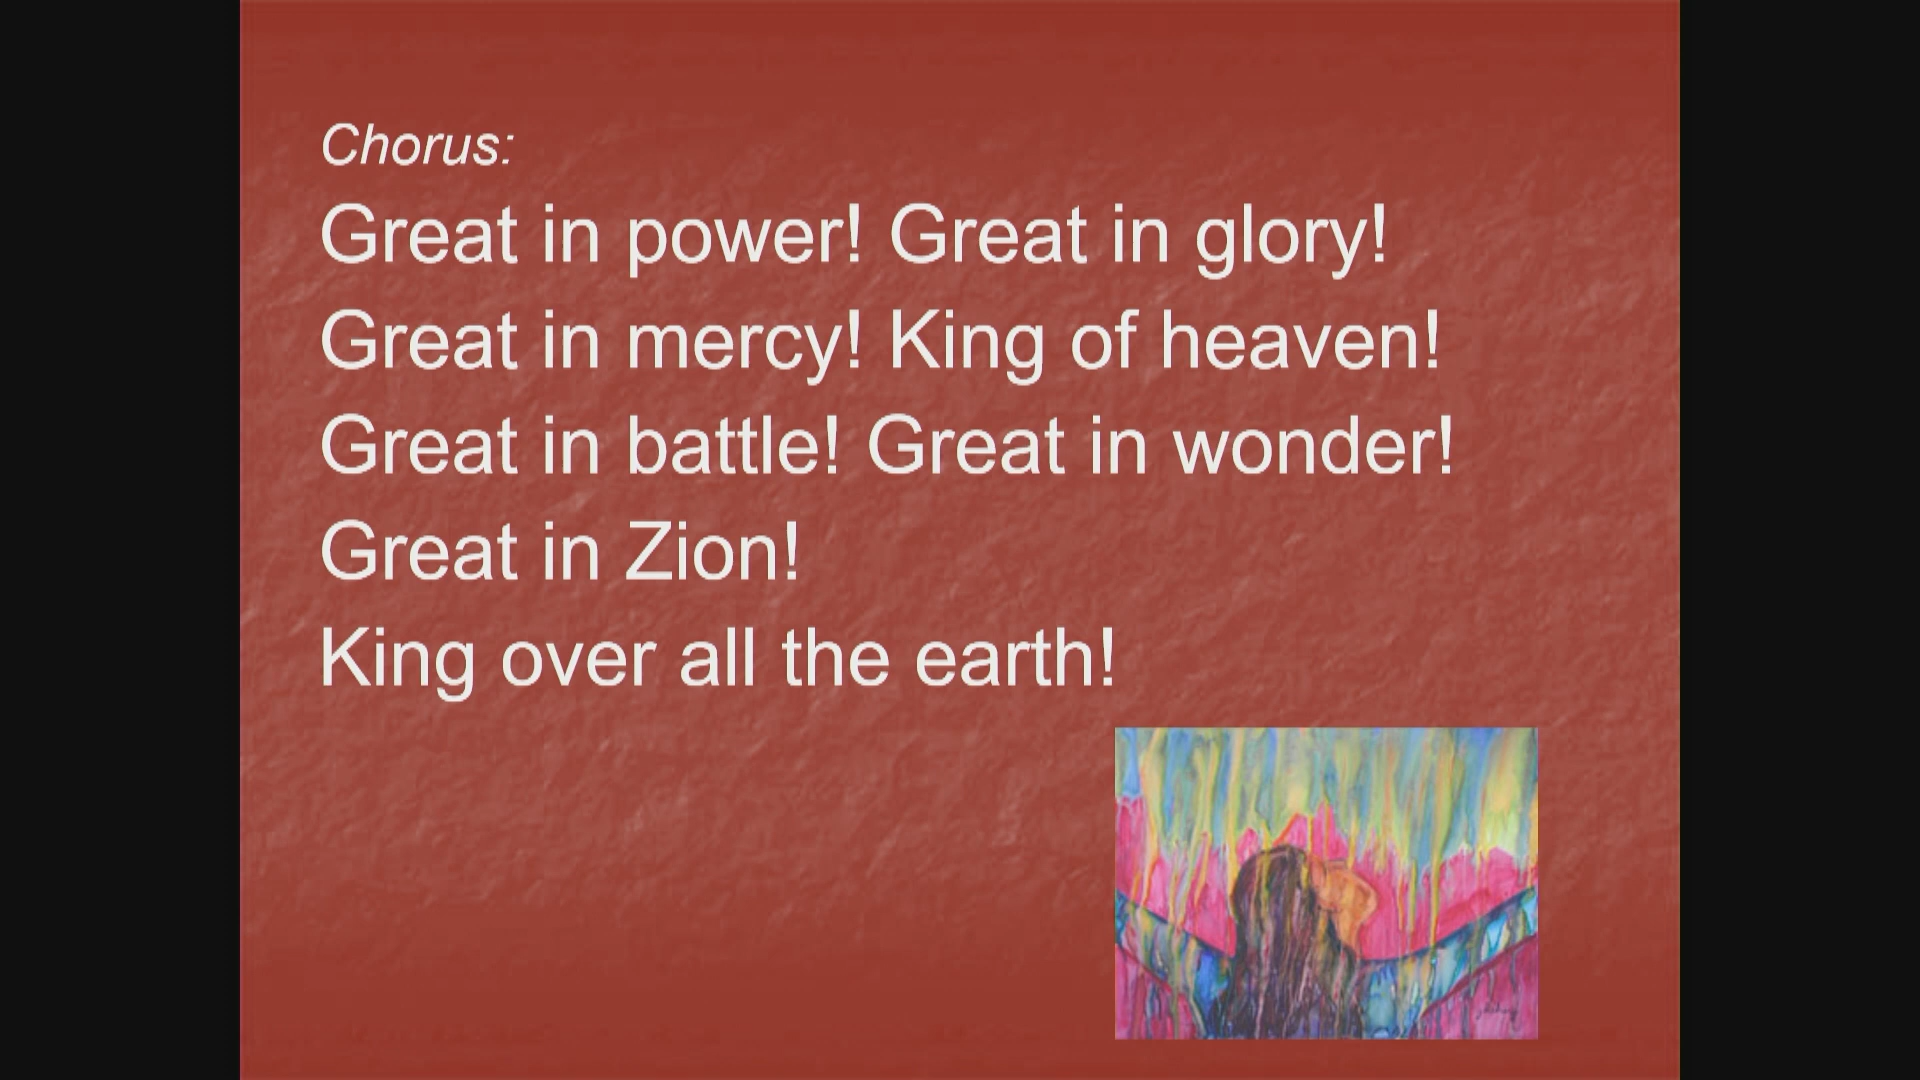 Chorus:
Great in power! Great in glory!
Great in mercy! King of heaven!
Great in battle! Great in wonder!
Great in Zion!
King over all the earth!